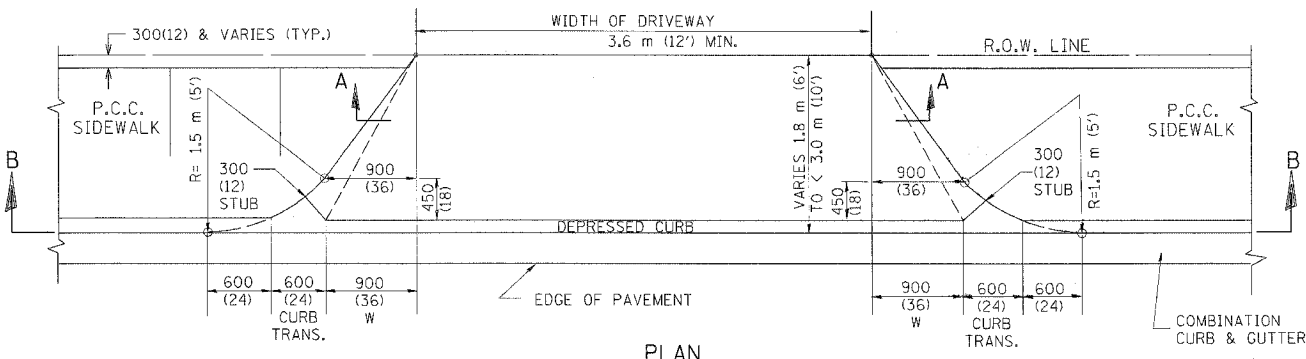 300(12) & VARIES (TYP.)
WIDTH OF DRIVEWAY
3.6 m (12') MIN.
R.O.W. LINE
P.C.C.
SIDEWALK
A
A
P.C.C.
SIDEWALK
B
B
R= 1.5 m (5')
300
(12)
STUB
900
(36)
450
(18)
VARIES 1.8 m (6')
TO < 3.0 m (10')
900
(36)
450
(18)
300
(12)
STUB
R=1.5 m (5')
DEPRESSED CURB
600
(24)
600
(24)
CURB
TRANS.
900
(36)
W
EDGE OF PAVEMENT
900
(36)
W
600
(24)
CURB
TRANS.
600
(24)
COMBINATION
CURB & GUTTER
PLAN